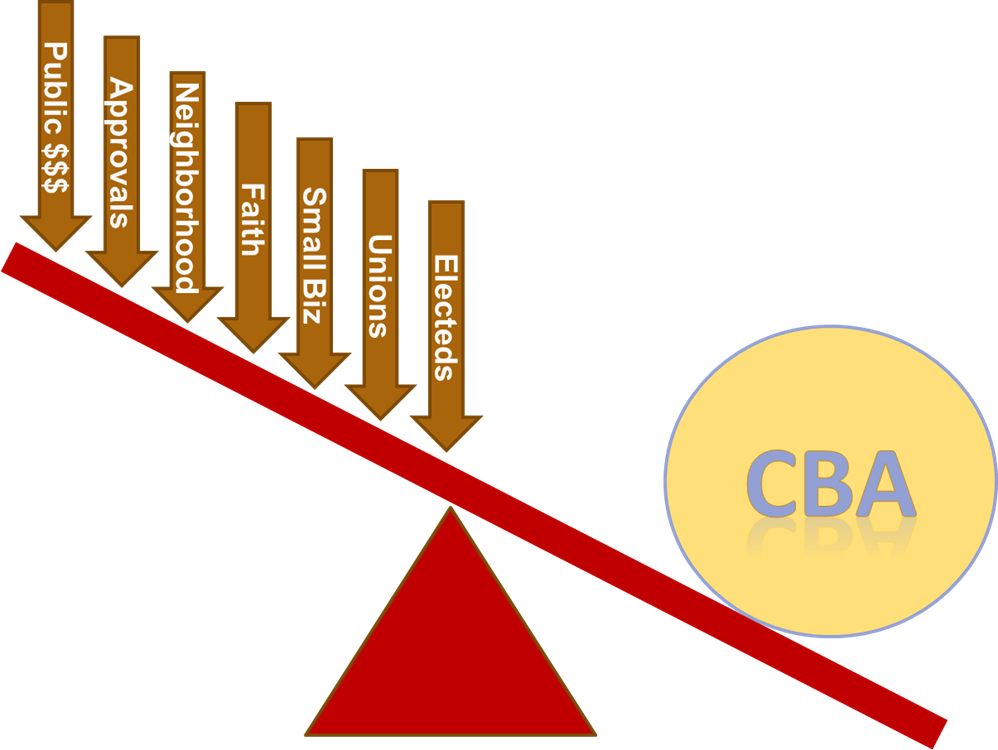 Public $$$
Approvals
Neighborhood
Faith
Small Biz
Unions
Electeds
CBA